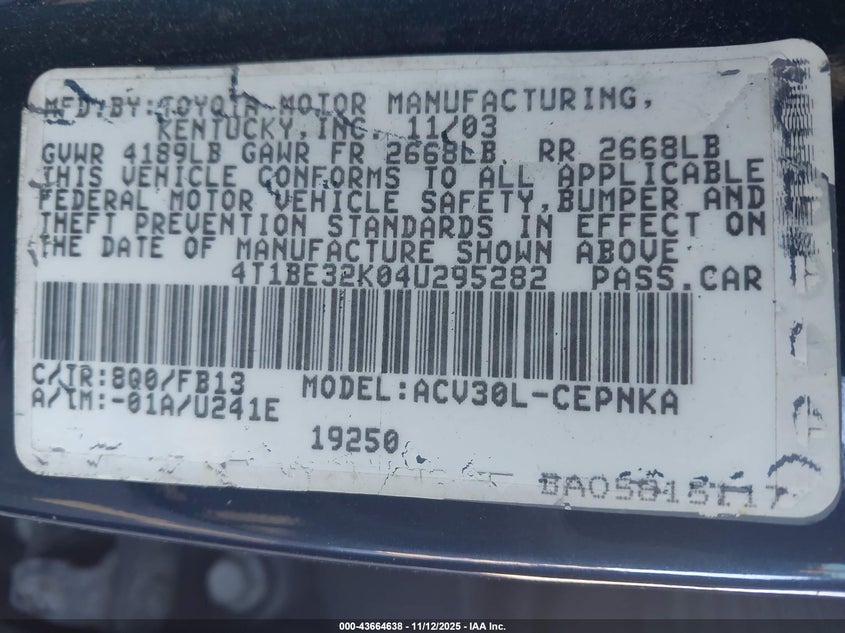 MFD.BY:TOYOTA MOTOR MANUFACTURING,
KENTUCKY,INC. 11/03
GVWR 4189LB GAWR FR 2668LB RR 2668LB
THIS VEHICLE CONFORMS TO ALL APPLICABLE
FEDERAL MOTOR VEHICLE SAFETY,BUMPER AND
THEFT PREVENTION STANDARDS IN EFFECT ON
THE DATE OF MANUFACTURE SHOWN ABOVE
4T1BE32K04U295282 PASS.CAR
C/TR:8Q0/FB13 MODEL:ACV30L-CEPNKA
A/TM:-01A/U241E
19250
000-43664638 - 11/12/2025 - IAA Inc.